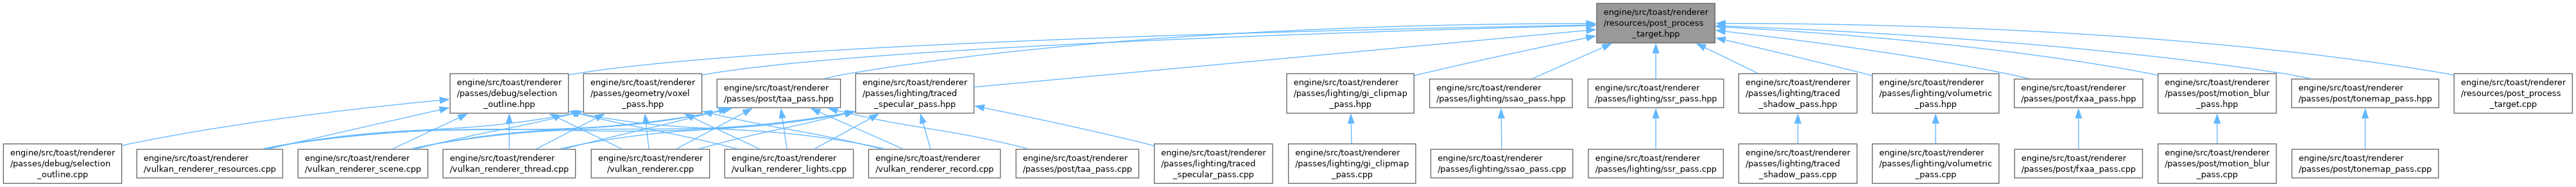 engine/src/toast/renderer
/resources/post_process
_target.hpp
engine/src/toast/renderer
/passes/debug/selection
_outline.hpp
engine/src/toast/renderer
/passes/geometry/voxel
_pass.hpp
engine/src/toast/renderer
/passes/post/taa_pass.hpp
engine/src/toast/renderer
/passes/lighting/traced
_specular_pass.hpp
engine/src/toast/renderer
/passes/lighting/gi_clipmap
_pass.hpp
engine/src/toast/renderer
/passes/lighting/ssao_pass.hpp
engine/src/toast/renderer
/passes/lighting/ssr_pass.hpp
engine/src/toast/renderer
/passes/lighting/traced
_shadow_pass.hpp
engine/src/toast/renderer
/passes/lighting/volumetric
_pass.hpp
engine/src/toast/renderer
/passes/post/fxaa_pass.hpp
engine/src/toast/renderer
/passes/post/motion_blur
_pass.hpp
engine/src/toast/renderer
/passes/post/tonemap_pass.hpp
engine/src/toast/renderer
/resources/post_process
_target.cpp
engine/src/toast/renderer
/passes/debug/selection
_outline.cpp
engine/src/toast/renderer
/vulkan_renderer_resources.cpp
engine/src/toast/renderer
/vulkan_renderer_scene.cpp
engine/src/toast/renderer
/vulkan_renderer_thread.cpp
engine/src/toast/renderer
/vulkan_renderer.cpp
engine/src/toast/renderer
/vulkan_renderer_lights.cpp
engine/src/toast/renderer
/vulkan_renderer_record.cpp
engine/src/toast/renderer
/passes/post/taa_pass.cpp
engine/src/toast/renderer
/passes/lighting/traced
_specular_pass.cpp
engine/src/toast/renderer
/passes/lighting/gi_clipmap
_pass.cpp
engine/src/toast/renderer
/passes/lighting/ssao_pass.cpp
engine/src/toast/renderer
/passes/lighting/ssr_pass.cpp
engine/src/toast/renderer
/passes/lighting/traced
_shadow_pass.cpp
engine/src/toast/renderer
/passes/lighting/volumetric
_pass.cpp
engine/src/toast/renderer
/passes/post/fxaa_pass.cpp
engine/src/toast/renderer
/passes/post/motion_blur
_pass.cpp
engine/src/toast/renderer
/passes/post/tonemap_pass.cpp